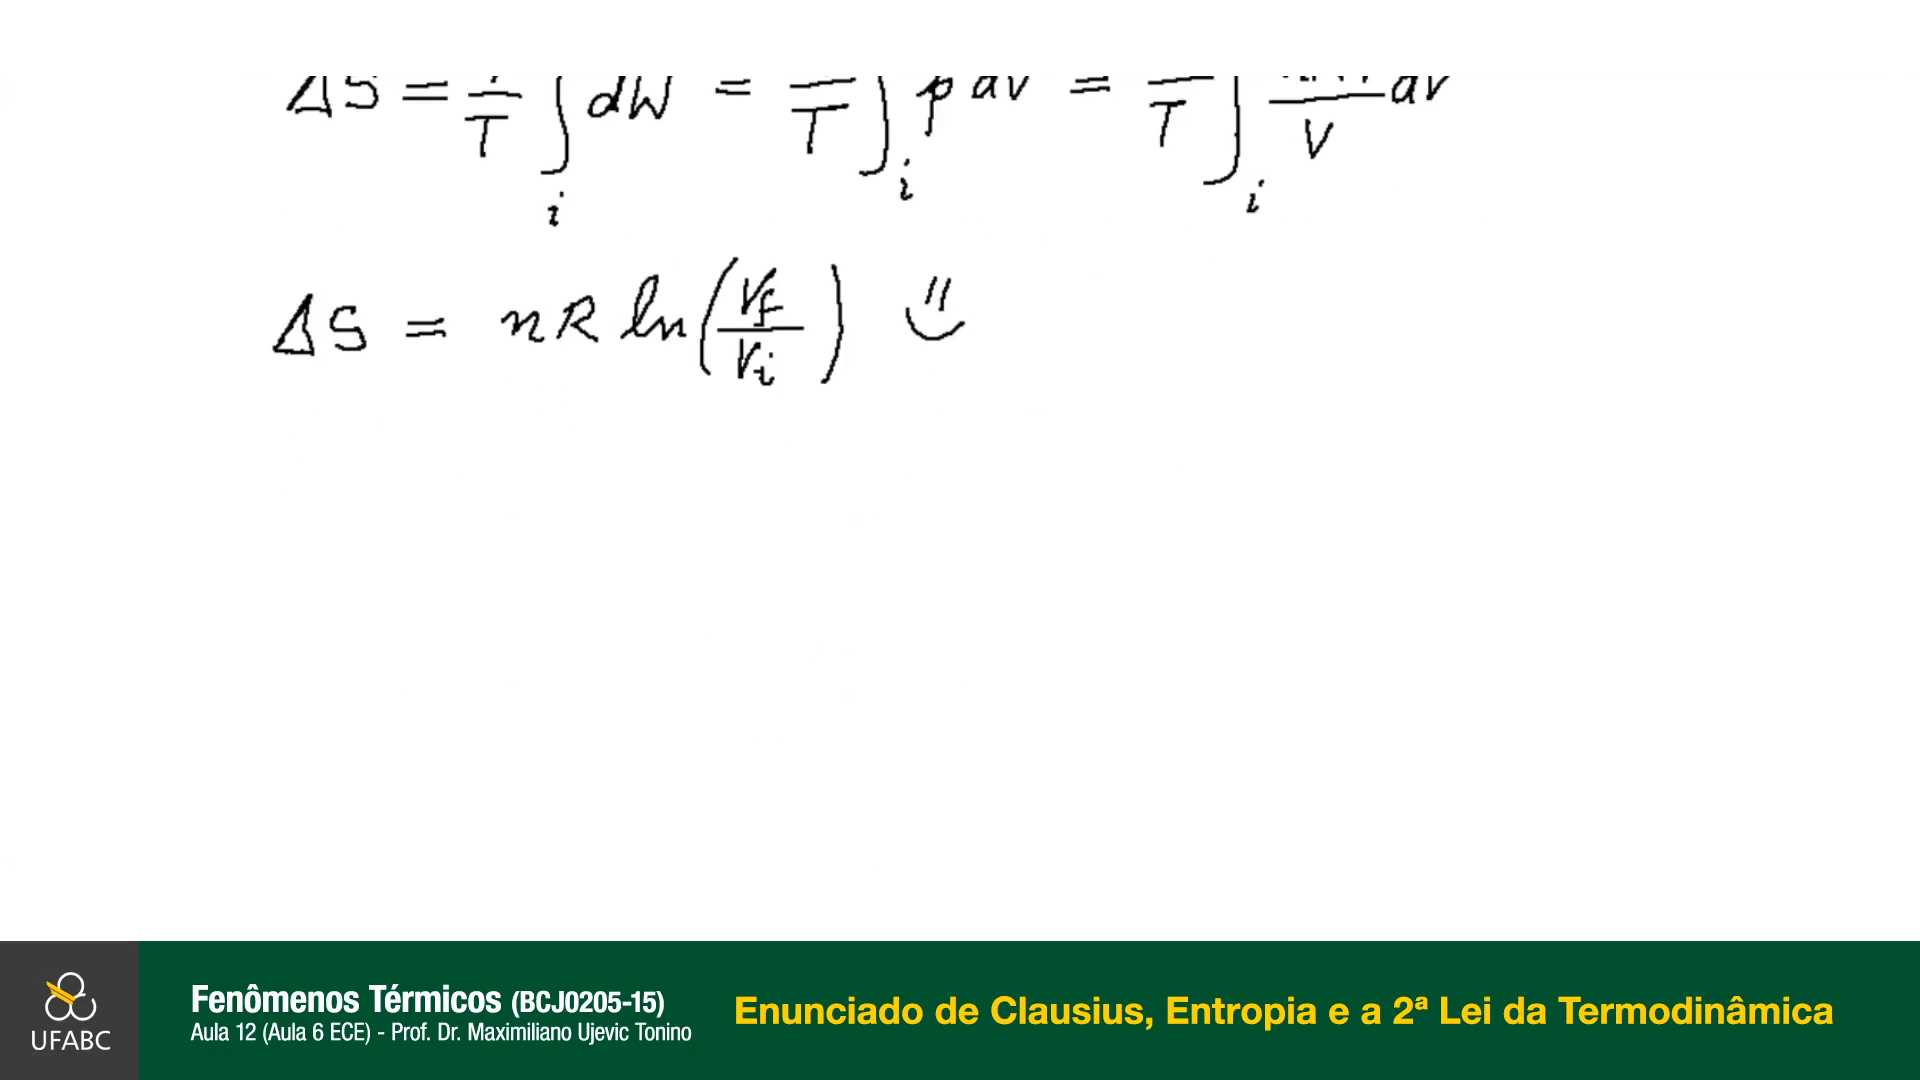 ΔS = 1/T ∫i dW = 1/T ∫i p dV = 1/T ∫i nRT/V dV
ΔS = nR ln(Vf/Vi)
UFABC
Fenômenos Térmicos (BCJ0205-15)
Aula 12 (Aula 6 ECE) - Prof. Dr. Maximiliano Ujevic Tonino
Enunciado de Clausius, Entropia e a 2ª Lei da Termodinâmica